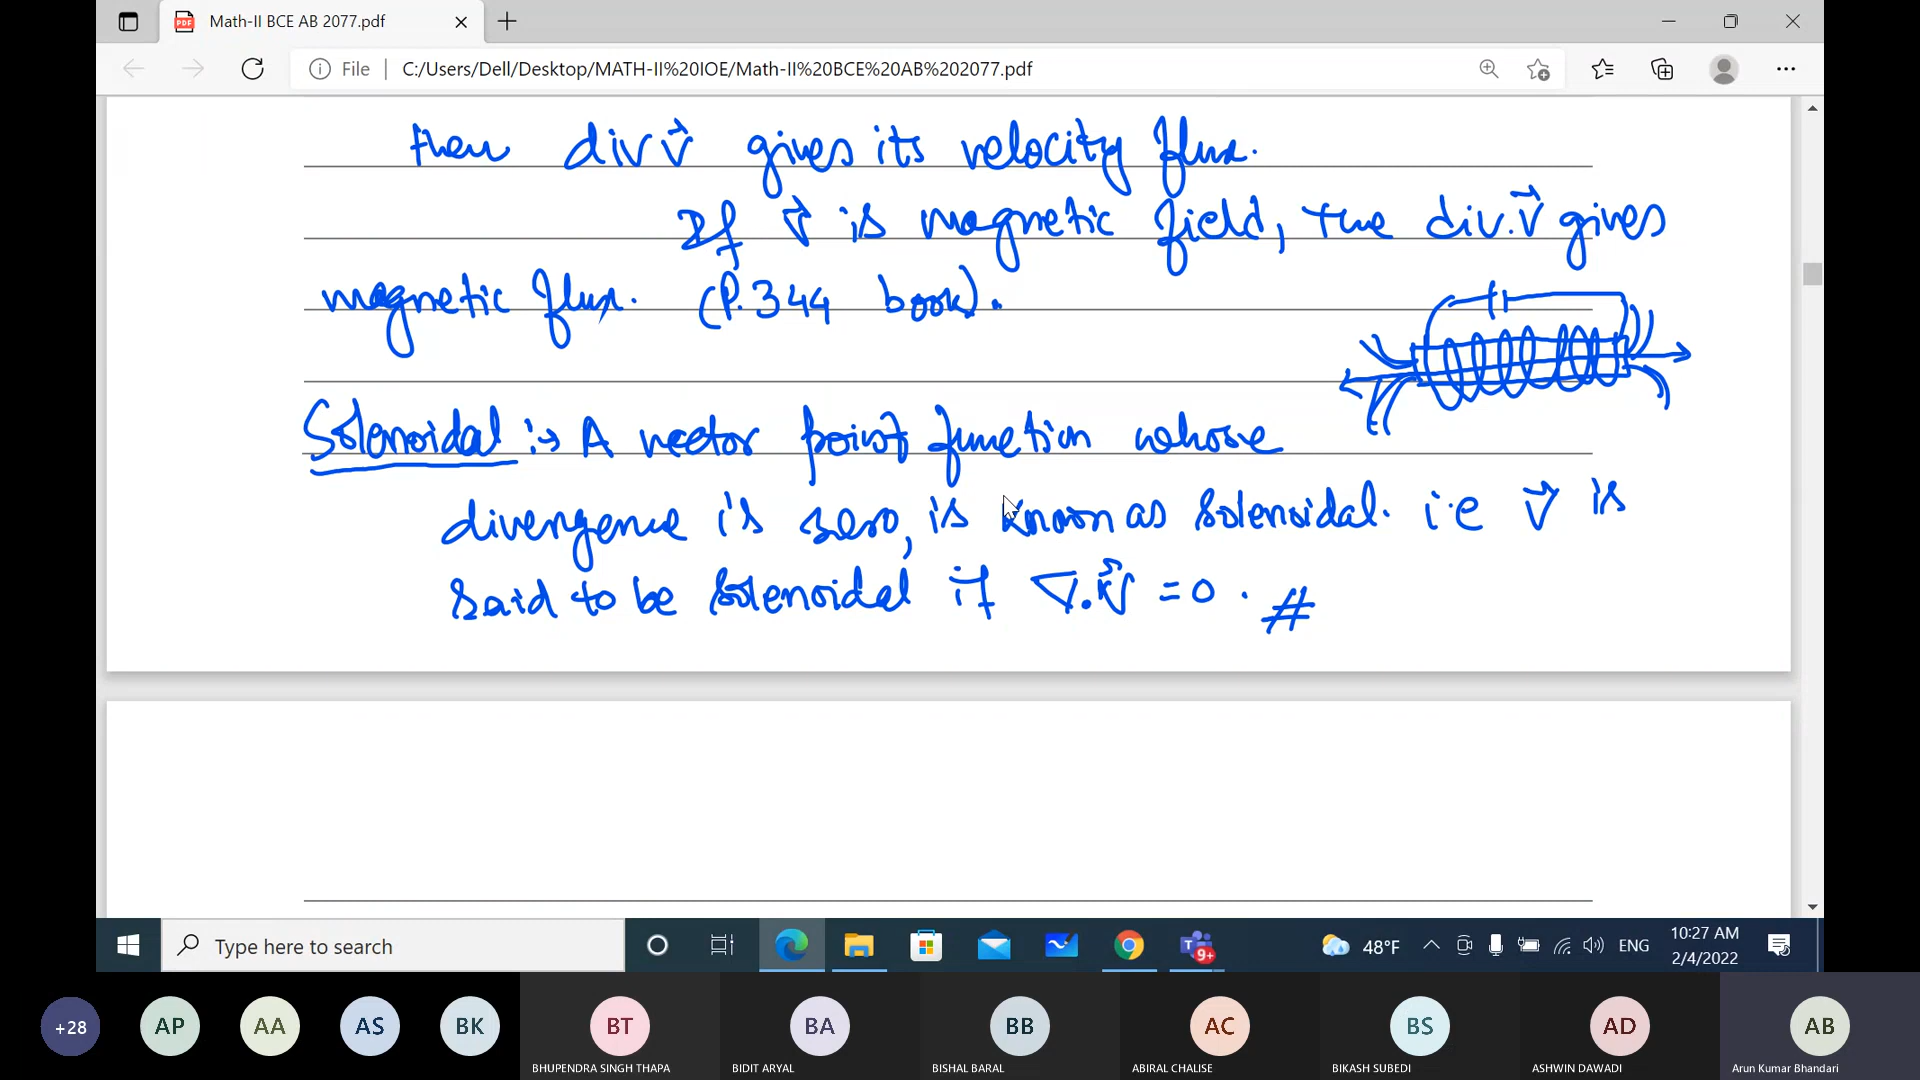 Math-II BCE AB 2077.pdf
File
C:/Users/Dell/Desktop/MATH-II%20IOE/Math-II%20BCE%20AB%202077.pdf
then div v⃗ gives its velocity flux.
If v⃗ is magnetic field, the div.v⃗ gives
magnetic flux. (P.344 book).
Solenoidal :→ A vector point function whose
divergence is zero, is known as solenoidal. i.e v⃗ is
said to be solenoidal if ∇.v⃗ = 0. #
Type here to search
9+
48°F
ENG
10:27 AM
2/4/2022
+28
AP
AA
AS
BK
BT
BA
BB
AC
BS
AD
AB
BHUPENDRA SINGH THAPA
BIDIT ARYAL
BISHAL BARAL
ABIRAL CHALISE
BIKASH SUBEDI
ASHWIN DAWADI
Arun Kumar Bhandari